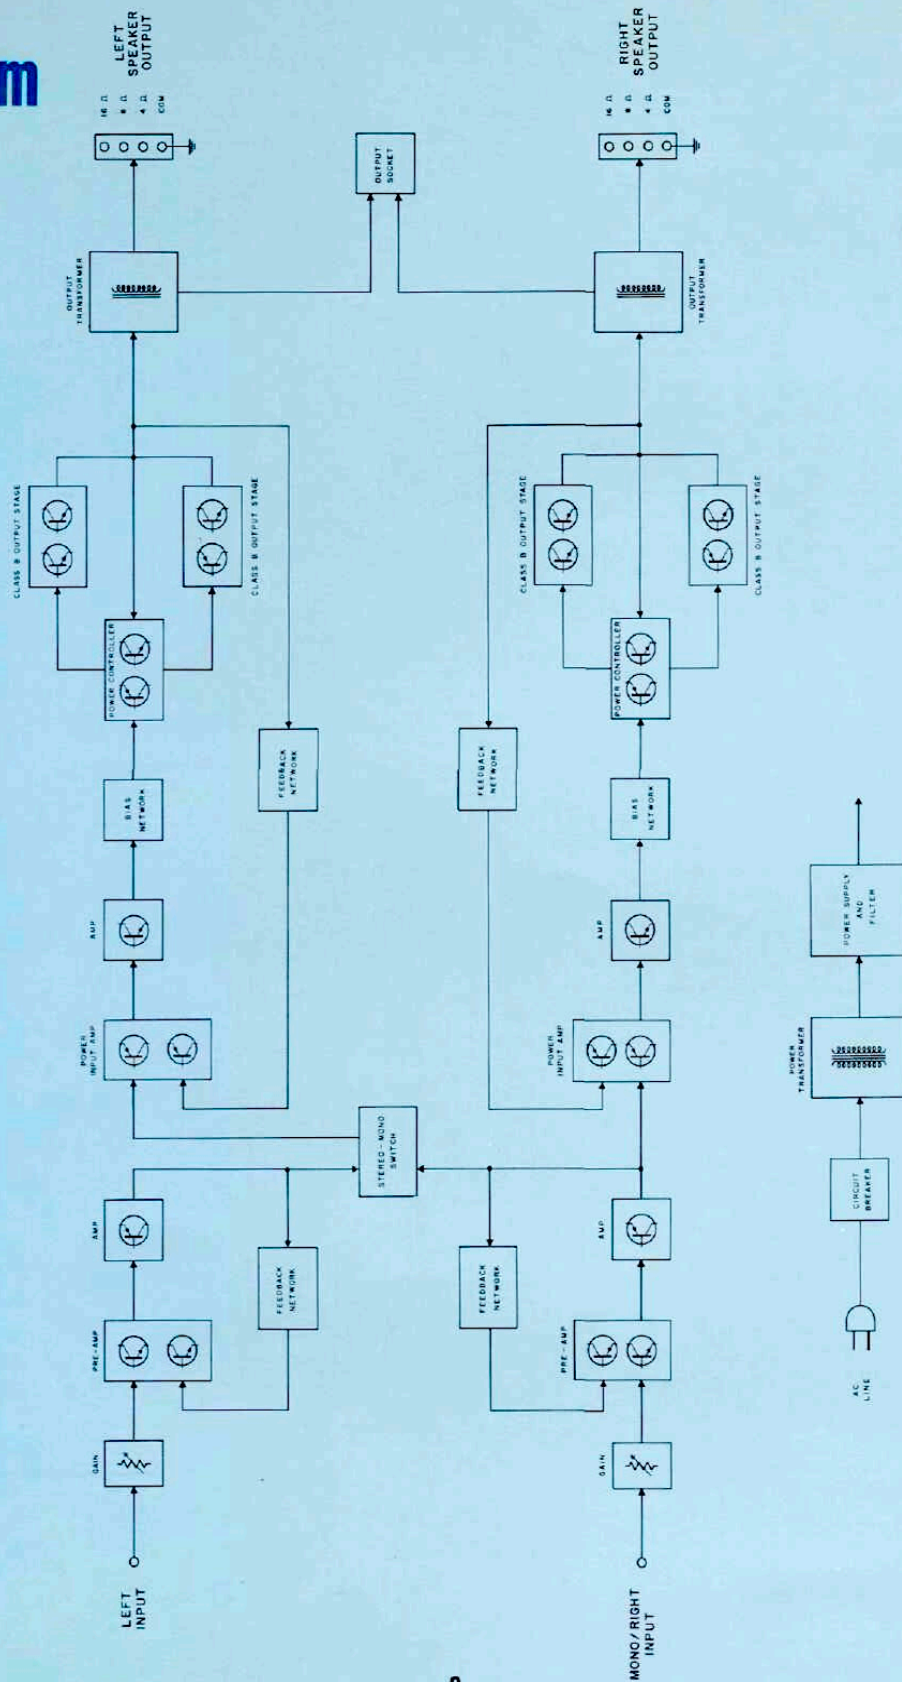 m
LEFT
SPEAKER
OUTPUT
16 Ω
8 Ω
4 Ω
COM
OUTPUT
TRANSFORMER
CLASS B OUTPUT STAGE
CLASS B OUTPUT STAGE
POWER CONTROLLER
BIAS
NETWORK
FEEDBACK
NETWORK
AMP
POWER
INPUT AMP
AMP
FEEDBACK
NETWORK
PRE-AMP
GAIN
LEFT
INPUT
OUTPUT
SOCKET
STEREO-MONO
SWITCH
RIGHT
SPEAKER
OUTPUT
16 Ω
8 Ω
4 Ω
COM
OUTPUT
TRANSFORMER
CLASS B OUTPUT STAGE
CLASS B OUTPUT STAGE
POWER CONTROLLER
FEEDBACK
NETWORK
BIAS
NETWORK
AMP
POWER
INPUT AMP
AMP
FEEDBACK
NETWORK
PRE-AMP
GAIN
MONO/RIGHT
INPUT
POWER SUPPLY
AND
FILTER
POWER
TRANSFORMER
CIRCUIT
BREAKER
AC
LINE